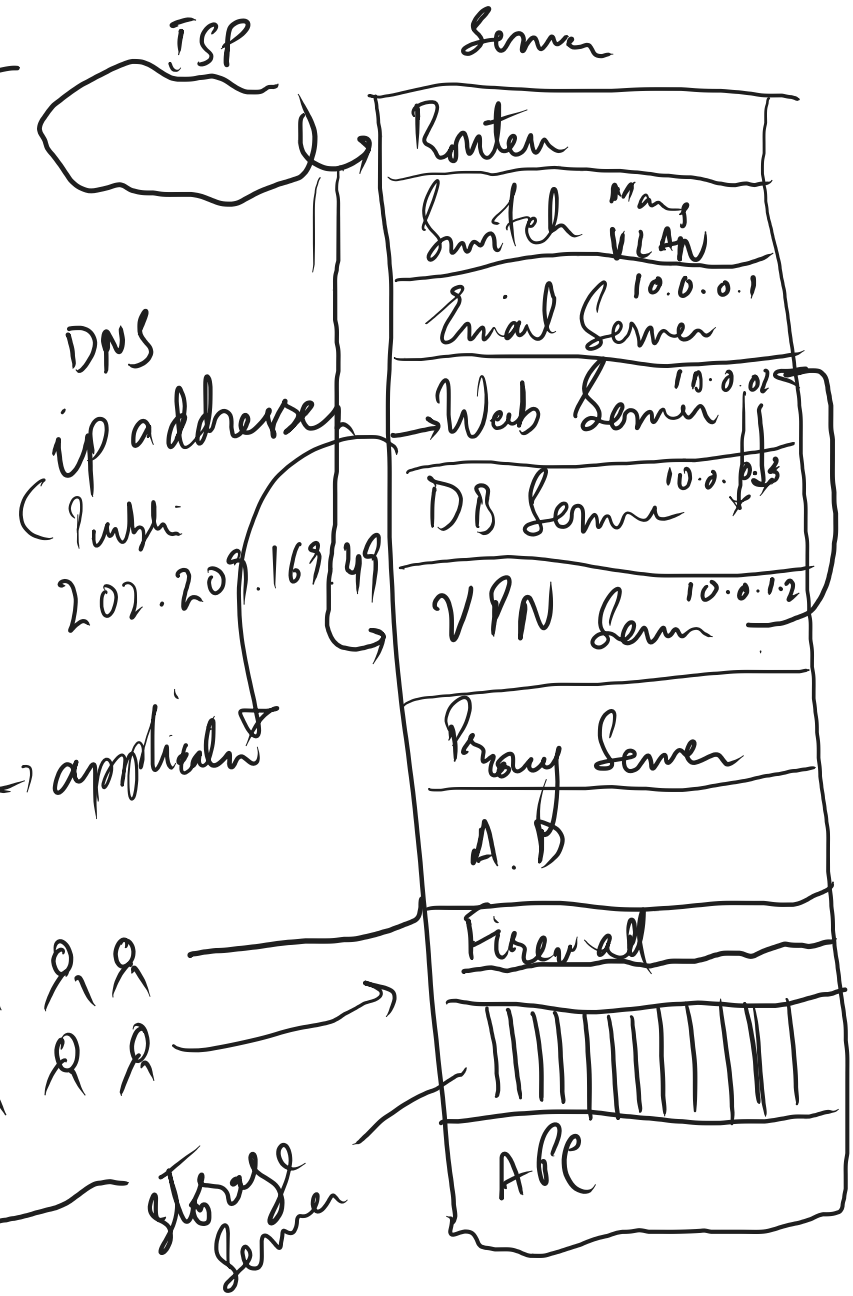 ISP
Server
Router
Switch Mang
VLAN
10.0.0.1
Email Server
10.0.0.2
Web Server
10.0.0.3
DB Server
10.0.1.2
VPN Server
Proxy Server
A.D
Firewall
APC
DNS
ip addresses
(Public
202.209.169.49
application
Storage
Server